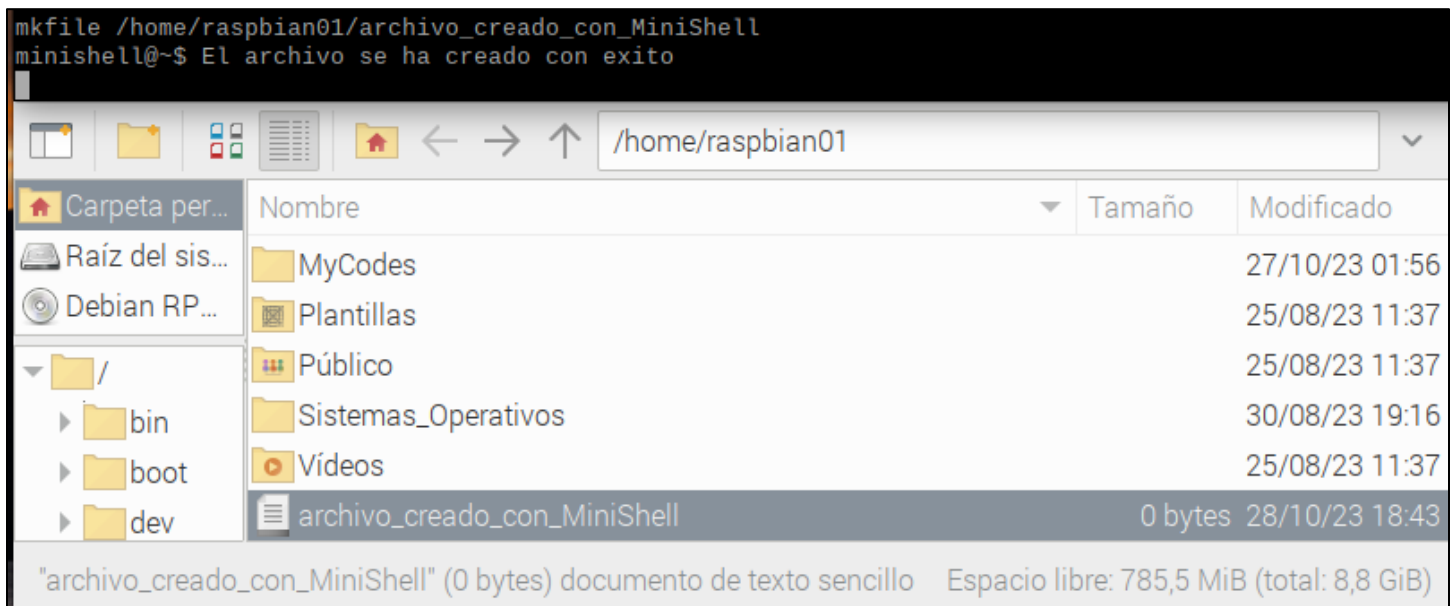 mkfile /home/raspbian01/archivo_creado_con_MiniShell
minishell@~$ El archivo se ha creado con exito
/home/raspbian01
Carpeta per...
Raíz del sis...
Debian RP...
/
bin
boot
dev
Nombre Tamaño Modificado
MyCodes 27/10/23 01:56
Plantillas 25/08/23 11:37
Público 25/08/23 11:37
Sistemas_Operativos 30/08/23 19:16
Vídeos 25/08/23 11:37
archivo_creado_con_MiniShell 0 bytes 28/10/23 18:43
"archivo_creado_con_MiniShell" (0 bytes) documento de texto sencillo Espacio libre: 785,5 MiB (total: 8,8 GiB)